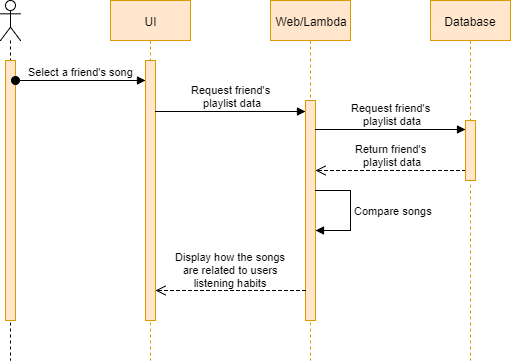 UI
Web/Lambda
Database
Select a friend's song
Request friend's
playlist data
Request friend's
playlist data
Return friend's
playlist data
Compare songs
Display how the songs
are related to users
listening habits